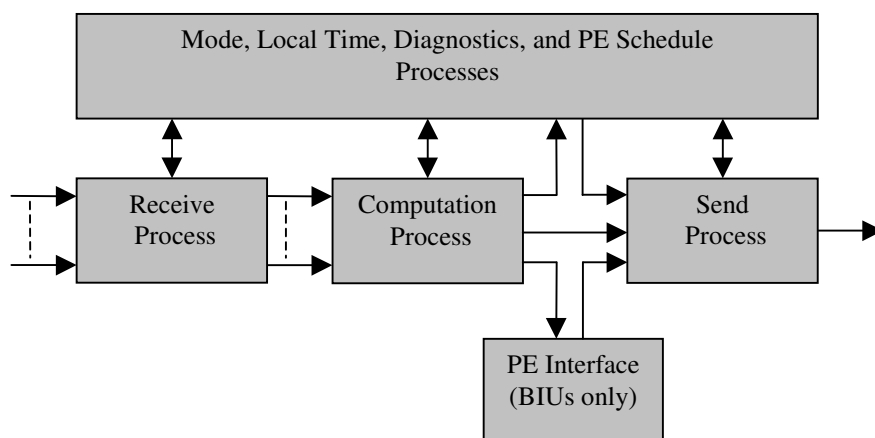 Mode, Local Time, Diagnostics, and PE Schedule
Processes
Receive
Process
Computation
Process
Send
Process
PE Interface
(BIUs only)